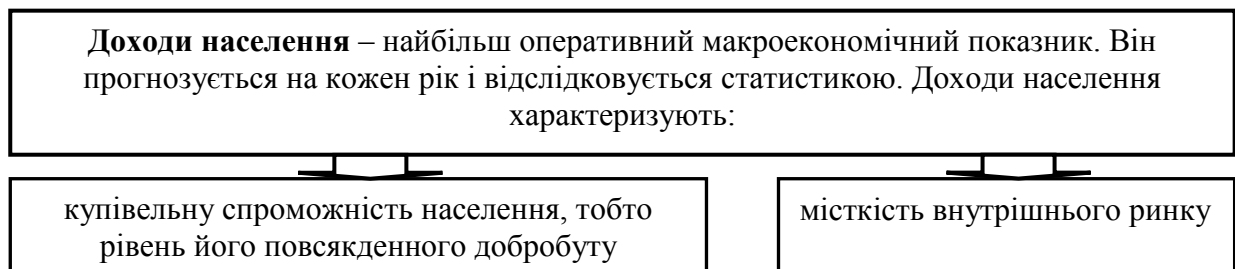 Доходи населення – найбільш оперативний макроекономічний показник. Він
прогнозується на кожен рік і відслідковується статистикою. Доходи населення
характеризують:
купівельну спроможність населення, тобто
рівень його повсякденного добробуту
місткість внутрішнього ринку